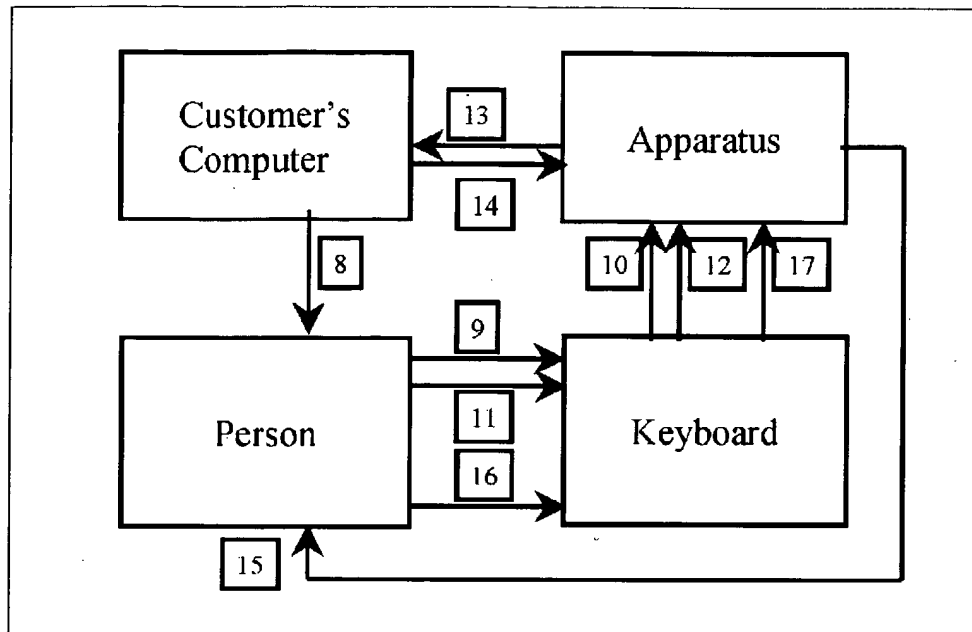 Customer's
Computer
13
14
Apparatus
8
10
12
17
9
11
16
Person
Keyboard
15